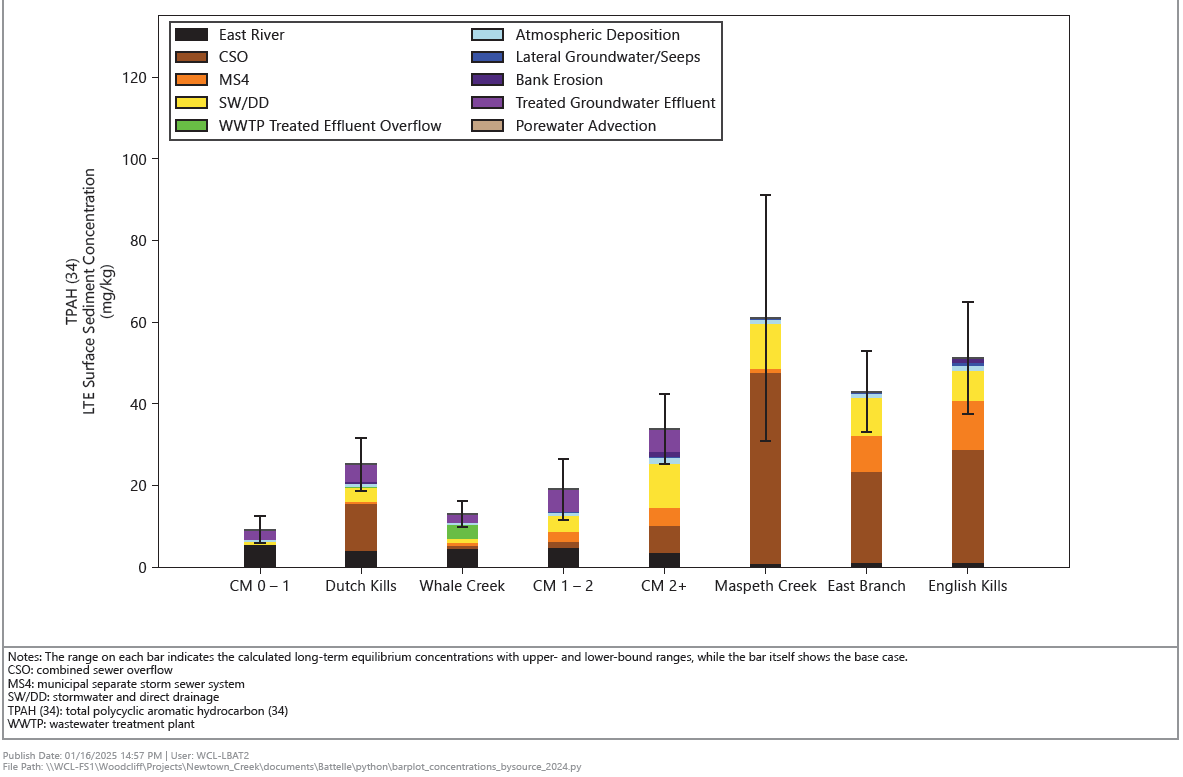 East River
CSO
MS4
SW/DD
WWTP Treated Effluent Overflow
Atmospheric Deposition
Lateral Groundwater/Seeps
Bank Erosion
Treated Groundwater Effluent
Porewater Advection
TPAH (34)
LTE Surface Sediment Concentration
(mg/kg)
120
100
80
60
40
20
0
CM 0 – 1
Dutch Kills
Whale Creek
CM 1 – 2
CM 2+
Maspeth Creek
East Branch
English Kills
Notes: The range on each bar indicates the calculated long-term equilibrium concentrations with upper- and lower-bound ranges, while the bar itself shows the base case.
CSO: combined sewer overflow
MS4: municipal separate storm sewer system
SW/DD: stormwater and direct drainage
TPAH (34): total polycyclic aromatic hydrocarbon (34)
WWTP: wastewater treatment plant
Publish Date: 01/16/2025 14:57 PM | User: WCL-LBAT2
File Path: \\WCL-FS1\Woodcliff\Projects\Newtown_Creek\documents\Battelle\python\barplot_concentrations_bysource_2024.py